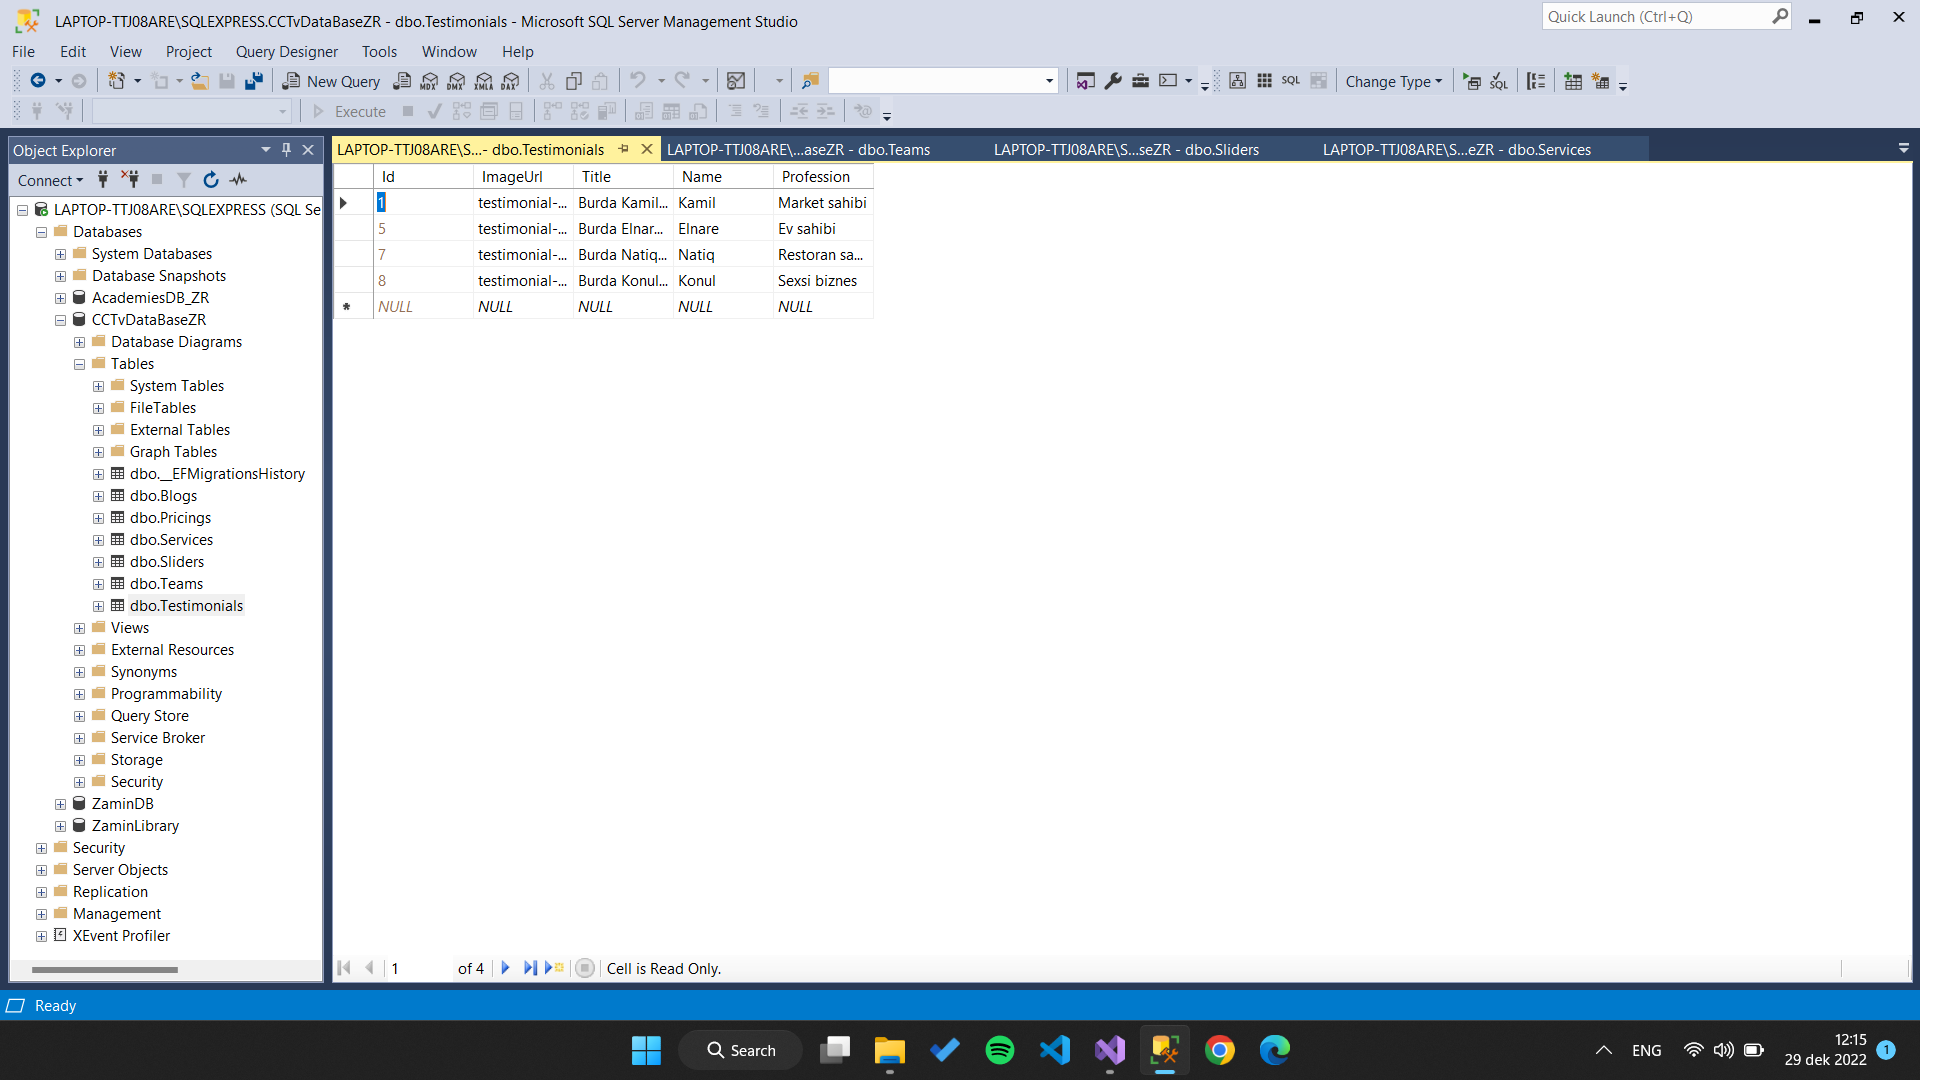 LAPTOP-TTJ08ARE\SQLEXPRESS.CCTvDataBaseZR - dbo.Testimonials - Microsoft SQL Server Management Studio
Quick Launch (Ctrl+Q)
File Edit View Project Query Designer Tools Window Help
New Query MDX DMX XMLA DAX SQL Change Type SQL
Execute
Object Explorer
LAPTOP-TTJ08ARE\S...- dbo.Testimonials LAPTOP-TTJ08ARE\...aseZR - dbo.Teams LAPTOP-TTJ08ARE\S...seZR - dbo.Sliders LAPTOP-TTJ08ARE\S...eZR - dbo.Services
Connect
LAPTOP-TTJ08ARE\SQLEXPRESS (SQL Se
Databases
System Databases
Database Snapshots
AcademiesDB_ZR
CCTvDataBaseZR
Database Diagrams
Tables
System Tables
FileTables
External Tables
Graph Tables
dbo.__EFMigrationsHistory
dbo.Blogs
dbo.Pricings
dbo.Services
dbo.Sliders
dbo.Teams
dbo.Testimonials
Views
External Resources
Synonyms
Programmability
Query Store
Service Broker
Storage
Security
ZaminDB
ZaminLibrary
Security
Server Objects
Replication
Management
XEvent Profiler
Id ImageUrl Title Name Profession
1 testimonial-... Burda Kamil... Kamil Market sahibi
5 testimonial-... Burda Elnar... Elnare Ev sahibi
7 testimonial-... Burda Natiq... Natiq Restoran sa...
8 testimonial-... Burda Konul... Konul Sexsi biznes
* NULL NULL NULL NULL NULL
1 of 4 Cell is Read Only.
Ready
Search
ENG
12:15
29 dek 2022
1